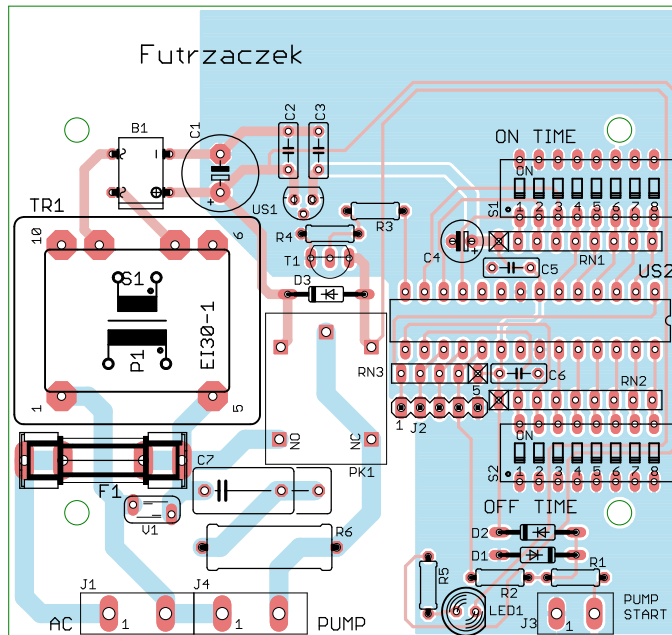 Futrzaczek
B1
C1
C2
C3
ON TIME
US1
R3
R4
T1
C4
S1
ON
1 2 3 4 5 6 7 8
RN1
US2
C5
TR1
10
6
S1
P1
EI30-1
1
5
D3
RN3
NO
NC
PK1
C6
1
J2
5
RN2
S2
ON
1 2 3 4 5 6 7 8
OFF TIME
F1
C7
V1
R6
D2
D1
R5
R2
R1
LED1
J1
J4
AC
1
1
PUMP
J3
1
PUMP
START